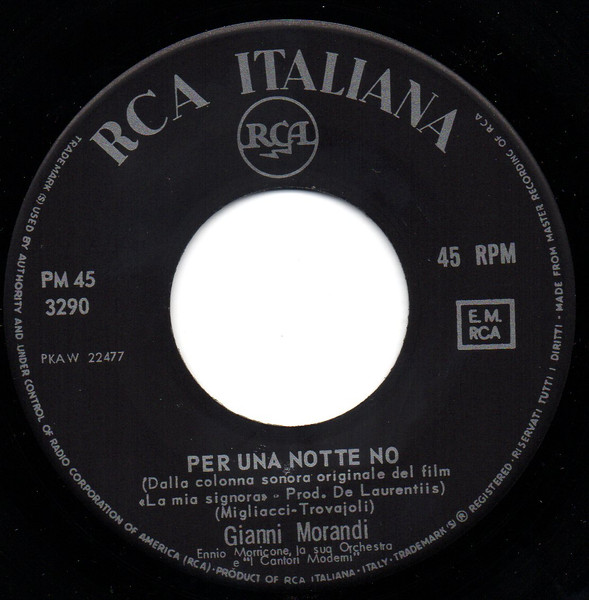 RCA ITALIANA
RCA
PM 45
3290
45 RPM
PKAW 22477
E.M.
RCA
PER UNA NOTTE NO
(Dalla colonna sonora originale del film
«La mia signora» - Prod. De Laurentiis)
(Migliacci-Trovajoli)
Gianni Morandi
Ennio Morricone, la sua Orchestra
e "I Cantori Moderni"
TRADEMARK (S) USED BY AUTHORITY AND UNDER CONTROL OF RADIO CORPORATION OF AMERICA (RCA) - PRODUCT OF RCA ITALIANA - ITALY - TRADEMARK (S) ® REGISTERED - RISERVATI TUTTI I DIRITTI - MADE FROM MASTER RECORDING OF RCA